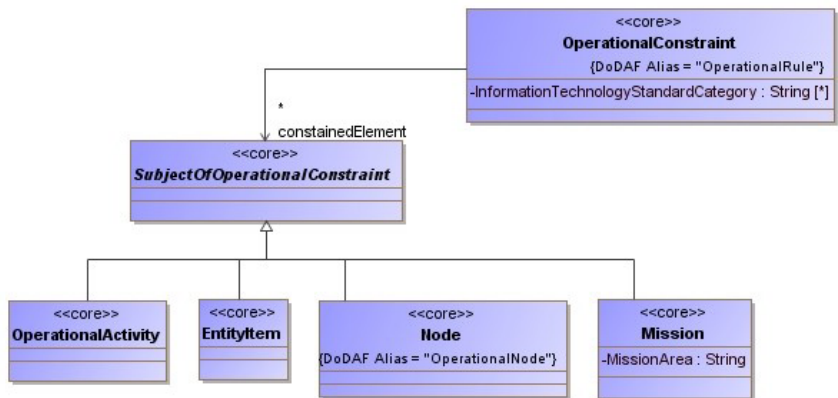 <<core>>
OperationalConstraint
{DoDAF Alias = "OperationalRule"}
-InformationTechnologyStandardCategory : String [*]
*
constainedElement
<<core>>
SubjectOfOperationalConstraint
<<core>>
OperationalActivity
<<core>>
EntityItem
<<core>>
Node
{DoDAF Alias = "OperationalNode"}
<<core>>
Mission
-MissionArea : String